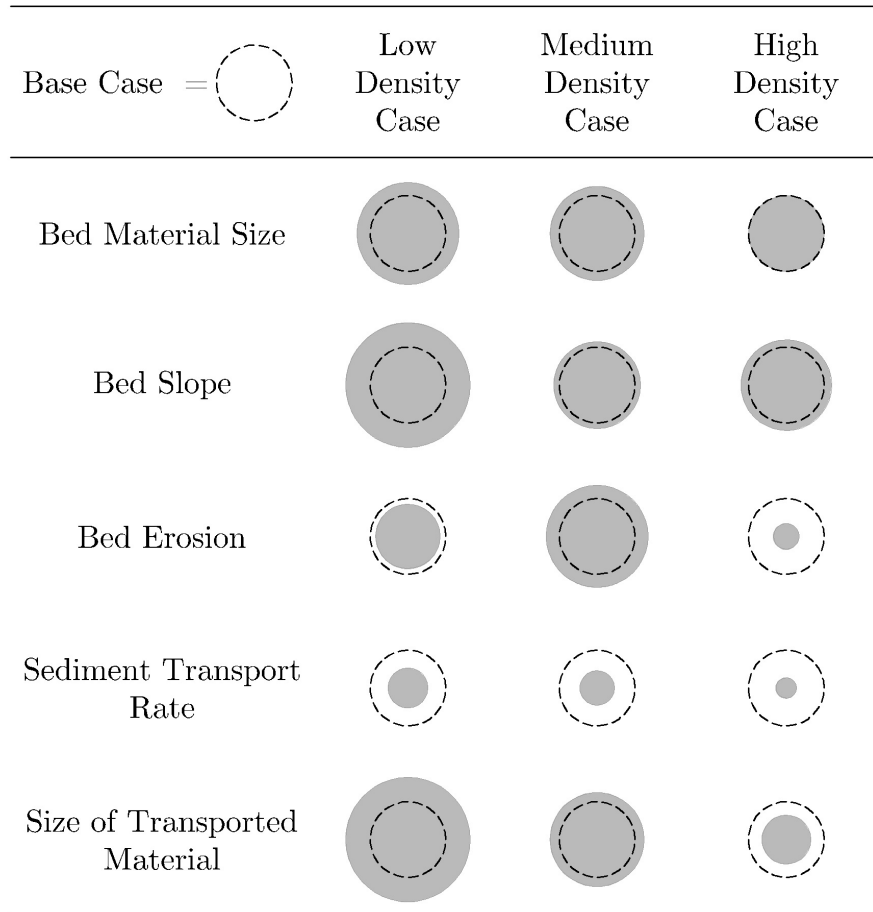 Base Case =
Low
Density
Case
Medium
Density
Case
High
Density
Case
Bed Material Size
Bed Slope
Bed Erosion
Sediment Transport
Rate
Size of Transported
Material